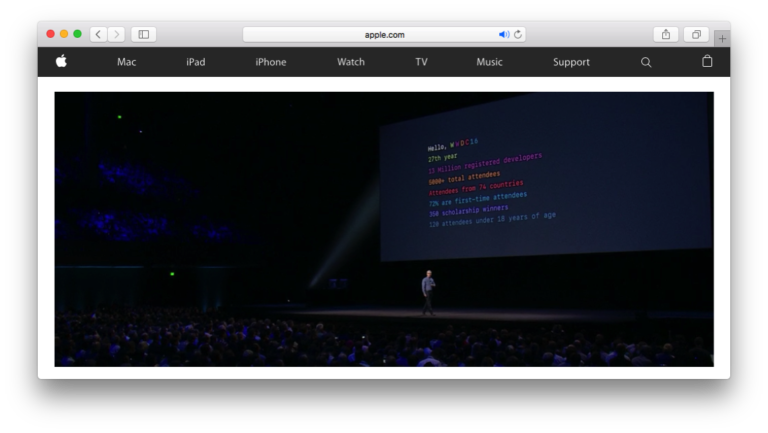 apple.com
Mac iPad iPhone Watch TV Music Support
Hello, WWDC16
27th year
13 Million registered developers
5000+ total attendees
Attendees from 74 countries
72% are first-time attendees
350 scholarship winners
120 attendees under 18 years of age